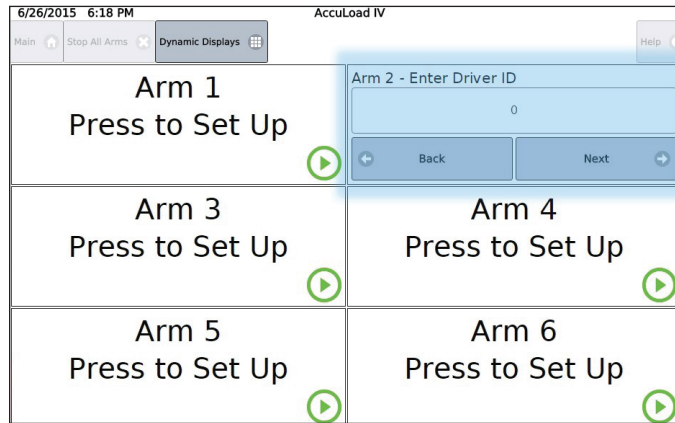 6/26/2015 6:18 PM AccuLoad IV
Main Stop All Arms Dynamic Displays Help
Arm 1
Press to Set Up
Arm 2 - Enter Driver ID
0
Back Next
Arm 3
Press to Set Up
Arm 4
Press to Set Up
Arm 5
Press to Set Up
Arm 6
Press to Set Up